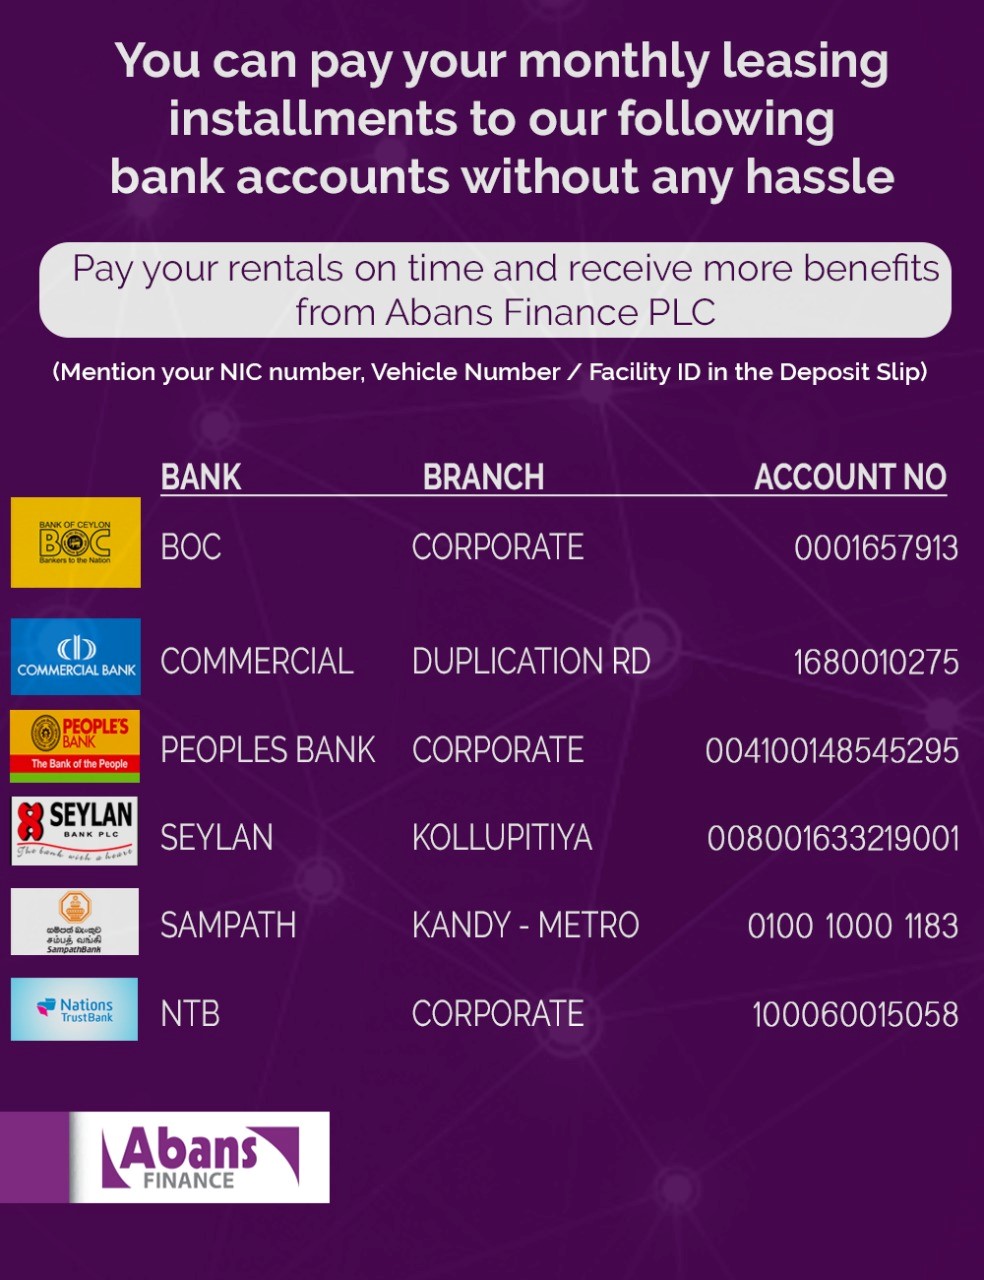 You can pay your monthly leasing
installments to our following
bank accounts without any hassle
Pay your rentals on time and receive more benefits
from Abans Finance PLC
(Mention your NIC number, Vehicle Number / Facility ID in the Deposit Slip)
BANK BRANCH ACCOUNT NO
BANK OF CEYLON
BOC
Bankers to the Nation
BOC CORPORATE 0001657913
COMMERCIAL BANK
COMMERCIAL DUPLICATION RD 1680010275
PEOPLE'S
BANK
The Bank of the People
PEOPLES BANK CORPORATE 004100148545295
SEYLAN
BANK PLC
The bank with a heart
SEYLAN KOLLUPITIYA 008001633219001
සම්පත් බැංකුව
சம்பத் வங்கி
SampathBank
SAMPATH KANDY - METRO 0100 1000 1183
Nations
TrustBank
NTB CORPORATE 100060015058
Abans
FINANCE